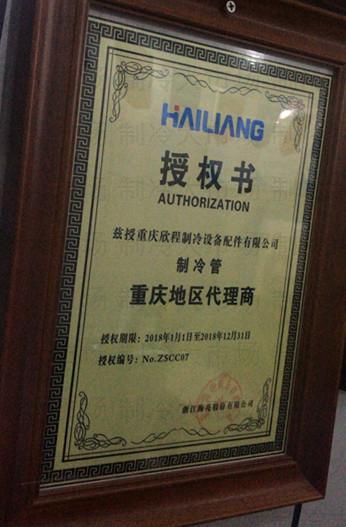 HAILIANG
授权书
AUTHORIZATION
兹授重庆欣程制冷设备配件有限公司
制冷管
重庆地区代理商
授权期限：2018年1月1日至2018年12月31日
授权编号：No.ZSCC07
浙江海亮股份有限公司